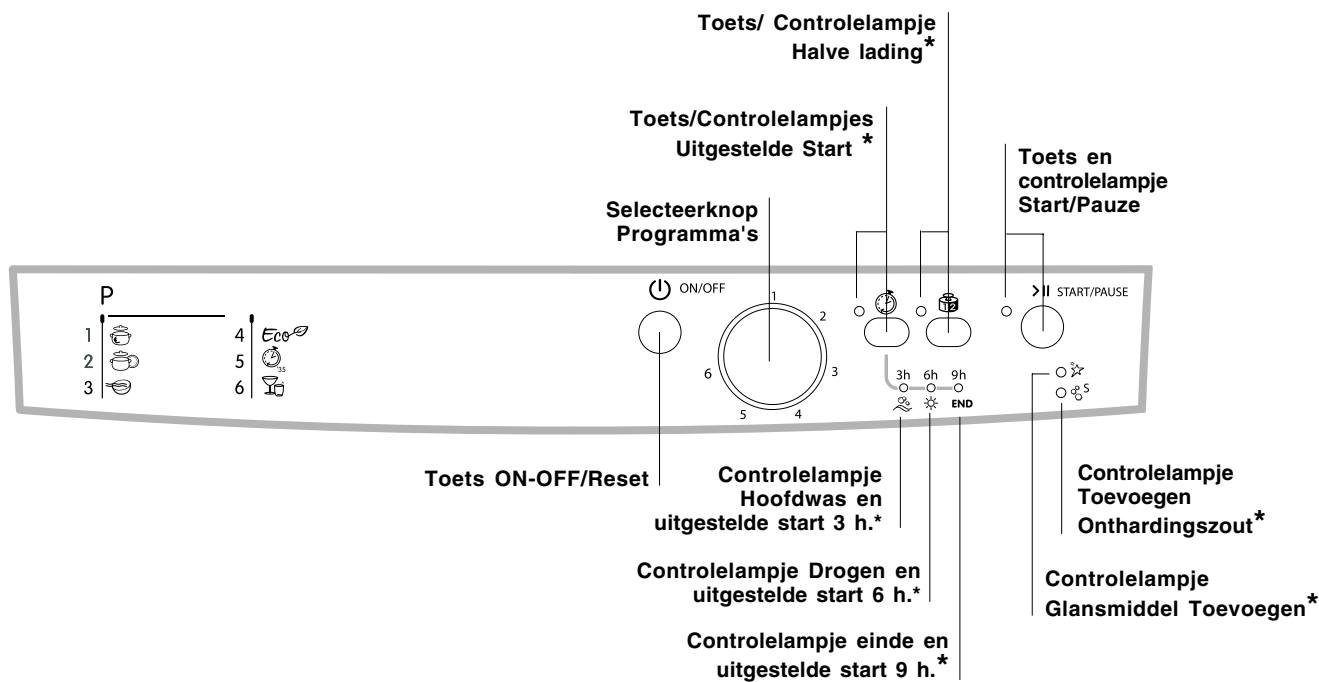 Toets/ Controlelampje
Halve lading*
Toets/Controlelampjes
Uitgestelde Start *
Toets en
controlelampje
Start/Pauze
Selecteerknop
Programma's
P
1
2
3
4 Eco
5 35
6
ON/OFF
1
2
3
4
5
6
1/2
START/PAUSE
3h 6h 9h
END
S
Toets ON-OFF/Reset
Controlelampje
Hoofdwas en
uitgestelde start 3 h.*
Controlelampje Drogen en
uitgestelde start 6 h.*
Controlelampje einde en
uitgestelde start 9 h.*
Controlelampje
Toevoegen
Onthardingszout*
Controlelampje
Glansmiddel Toevoegen*